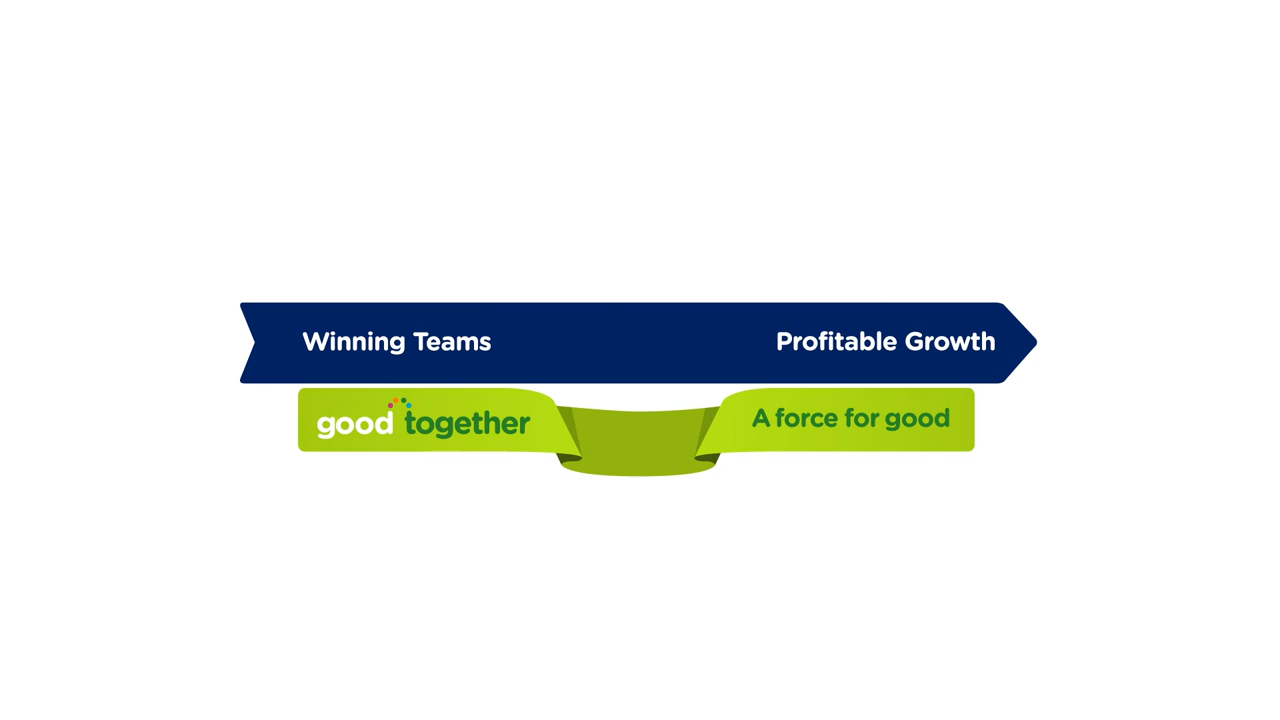 Winning Teams
Profitable Growth
good together
A force for good